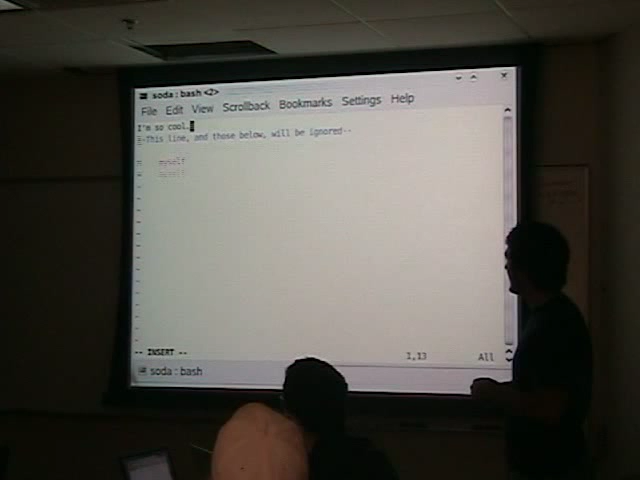 soda : bash <2>
File Edit View Scrollback Bookmarks Settings Help
I'm so cool.
--This line, and those below, will be ignored--
myself
-- INSERT -- 1,13 All
soda : bash